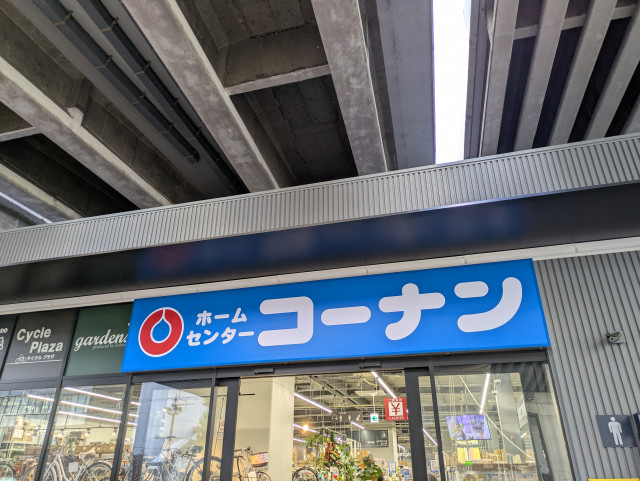 ホーム
センター
コーナン
Cycle
Plaza
サイクルプラザ
gardens
¥